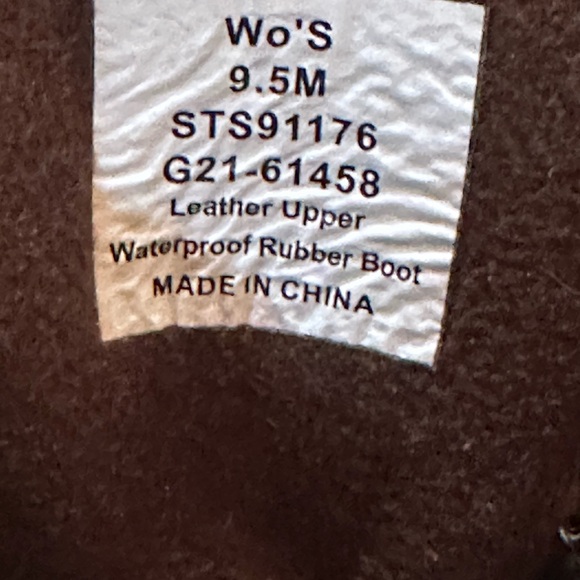 Wo'S
9.5M
STS91176
G21-61458
Leather Upper
Waterproof Rubber Boot
MADE IN CHINA